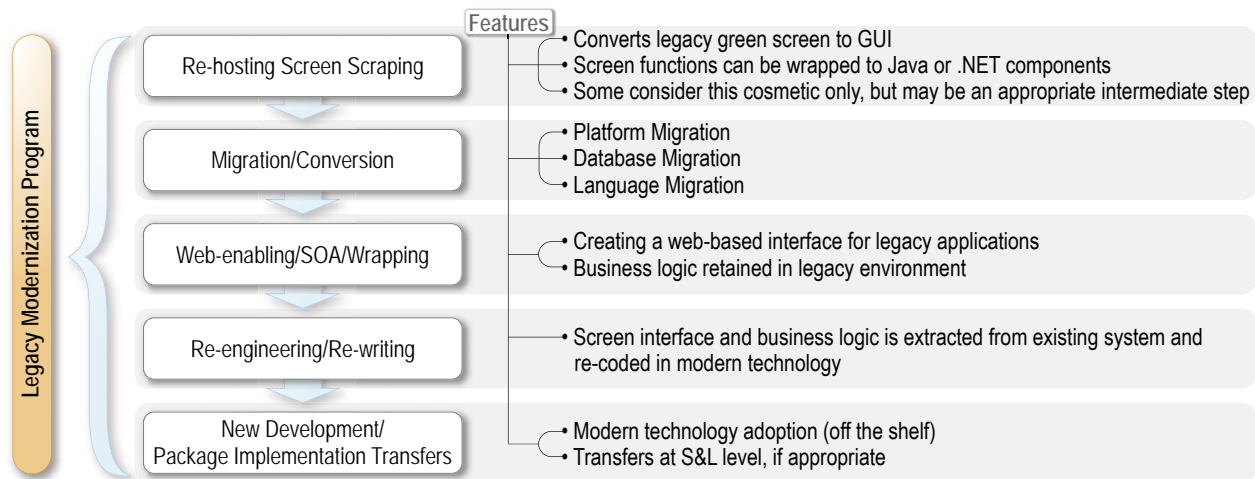 Features
Legacy Modernization Program
Re-hosting Screen Scraping
• Converts legacy green screen to GUI
• Screen functions can be wrapped to Java or .NET components
• Some consider this cosmetic only, but may be an appropriate intermediate step
Migration/Conversion
• Platform Migration
• Database Migration
• Language Migration
Web-enabling/SOA/Wrapping
• Creating a web-based interface for legacy applications
• Business logic retained in legacy environment
Re-engineering/Re-writing
• Screen interface and business logic is extracted from existing system and
re-coded in modern technology
New Development/
Package Implementation Transfers
• Modern technology adoption (off the shelf)
• Transfers at S&L level, if appropriate